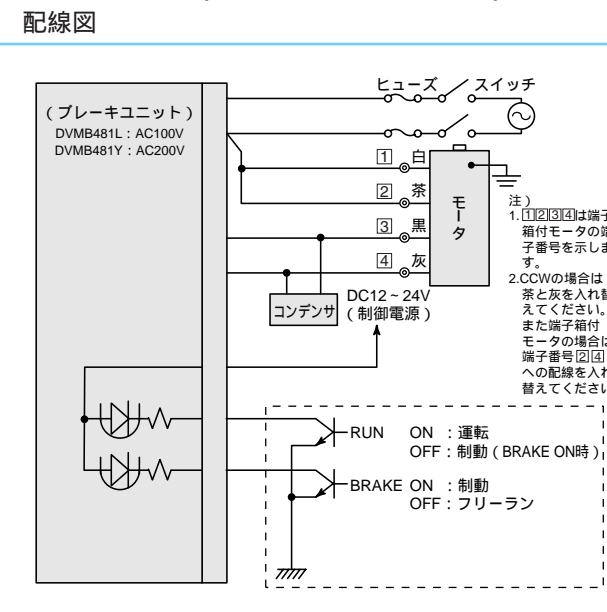 配線図
ヒューズ スイッチ
(ブレーキユニット)
DVMB481L：AC100V
DVMB481Y：AC200V
1 白
2 茶
3 黒
4 灰
モータ
コンデンサ
DC12～24V
(制御電源)
注)
1.1234は端子
箱付モータの端
子番号を示しま
す。
2.CCWの場合は
茶と灰を入れ替
えてください。
また端子箱付
モータの場合は
端子番号24
への配線を入れ
替えてください
RUN ON ：運転
OFF：制動(BRAKE ON時)
BRAKE ON ：制動
OFF：フリーラン